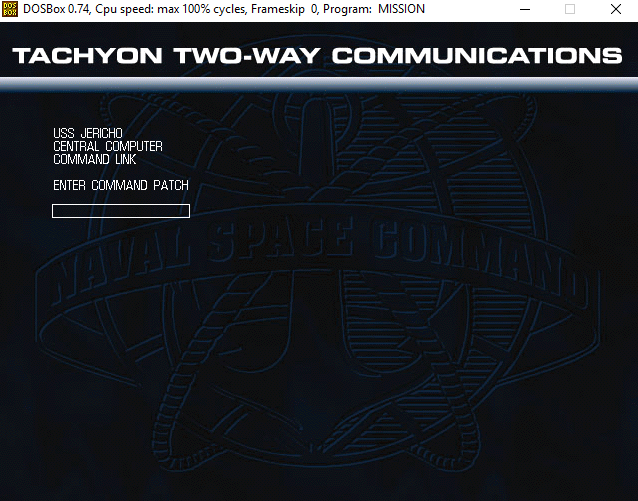 DOSBox 0.74, Cpu speed: max 100% cycles, Frameskip 0, Program: MISSION
TACHYON TWO-WAY COMMUNICATIONS
USS JERICHO
CENTRAL COMPUTER
COMMAND LINK
ENTER COMMAND PATCH
NAVAL SPACE COMMAND